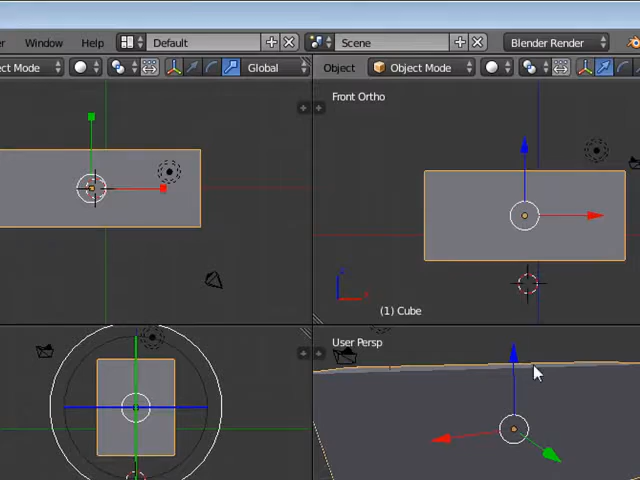 er Window Help Default Scene Blender Render
ect Mode Global Object Object Mode
Front Ortho
(1) Cube
User Persp